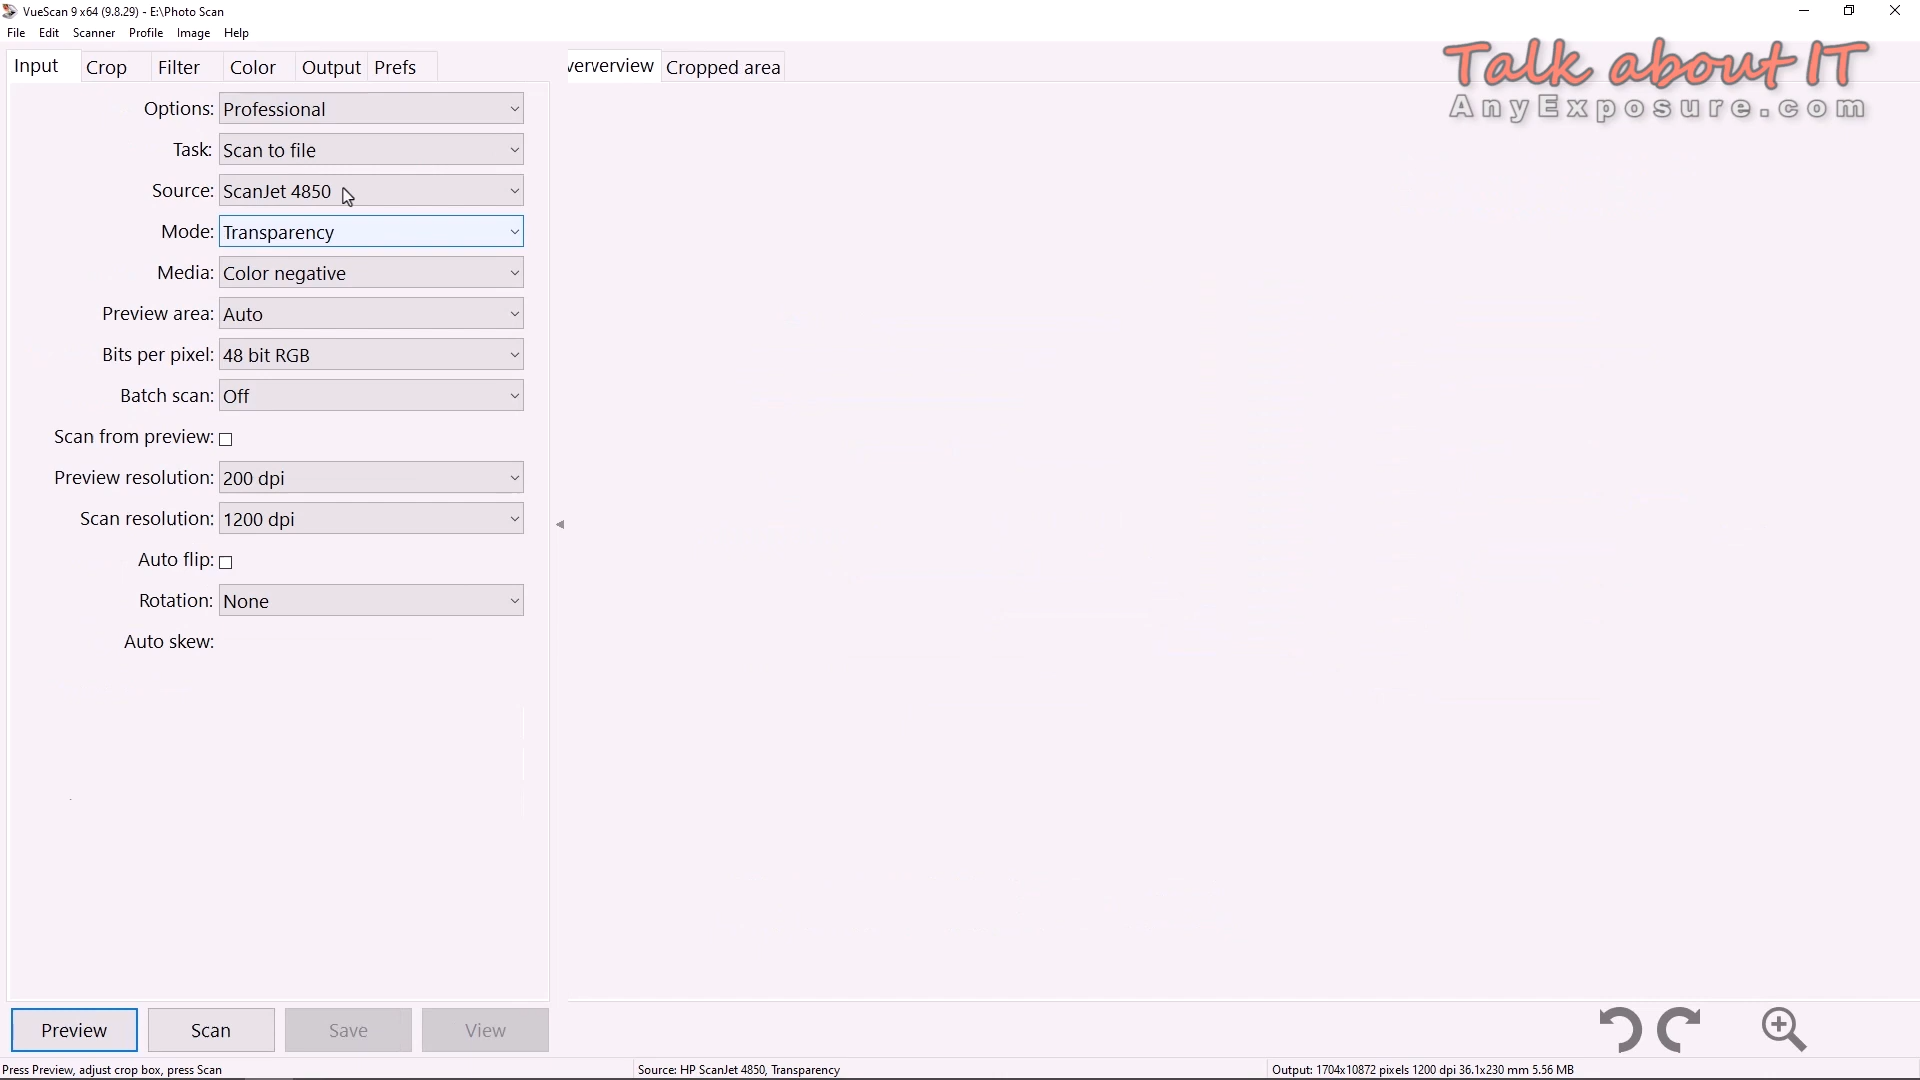 VueScan 9 x64 (9.8.29) - E:\Photo Scan
File Edit Scanner Profile Image Help
Input Crop Filter Color Output Prefs
ververview Cropped area
Talk about IT
AnyExposure.com
Options: Professional
Task: Scan to file
Source: ScanJet 4850
Mode: Transparency
Media: Color negative
Preview area: Auto
Bits per pixel: 48 bit RGB
Batch scan: Off
Scan from preview:
Preview resolution: 200 dpi
Scan resolution: 1200 dpi
Auto flip:
Rotation: None
Auto skew:
Preview Scan Save View
Press Preview, adjust crop box, press Scan
Source: HP ScanJet 4850, Transparency
Output: 1704x10872 pixels 1200 dpi 36.1x230 mm 5.56 MB